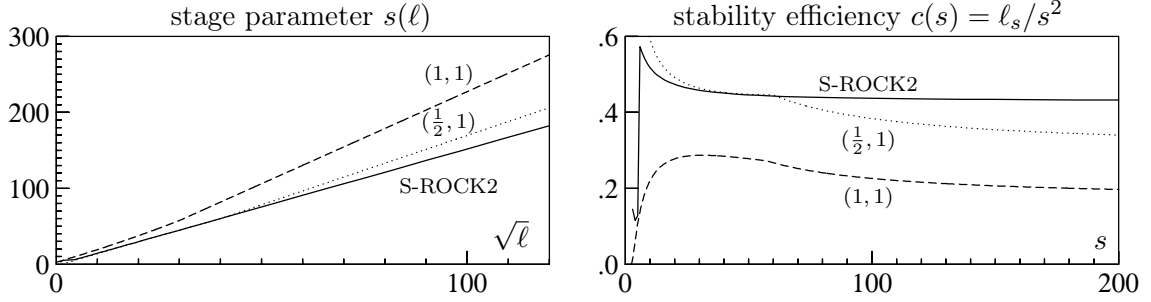 stage parameter s(ℓ)
300
200
100
0
0
100
(1, 1)
(1/2, 1)
S-ROCK2
√ℓ
stability efficiency c(s) = ℓ_s/s²
.6
.4
.2
.0
0
100
200
S-ROCK2
(1/2, 1)
(1, 1)
s